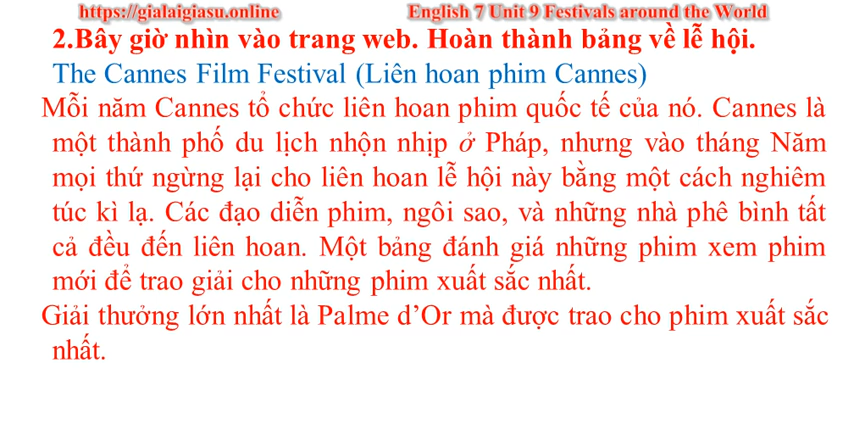 https://gialaigiasu.online English 7 Unit 9 Festivals around the World
2.Bây giờ nhìn vào trang web. Hoàn thành bảng về lễ hội.
The Cannes Film Festival (Liên hoan phim Cannes)
Mỗi năm Cannes tổ chức liên hoan phim quốc tế của nó. Cannes là
một thành phố du lịch nhộn nhịp ở Pháp, nhưng vào tháng Năm
mọi thứ ngừng lại cho liên hoan lễ hội này bằng một cách nghiêm
túc kì lạ. Các đạo diễn phim, ngôi sao, và những nhà phê bình tất
cả đều đến liên hoan. Một bảng đánh giá những phim xem phim
mới để trao giải cho những phim xuất sắc nhất.
Giải thưởng lớn nhất là Palme d’Or mà được trao cho phim xuất sắc
nhất.